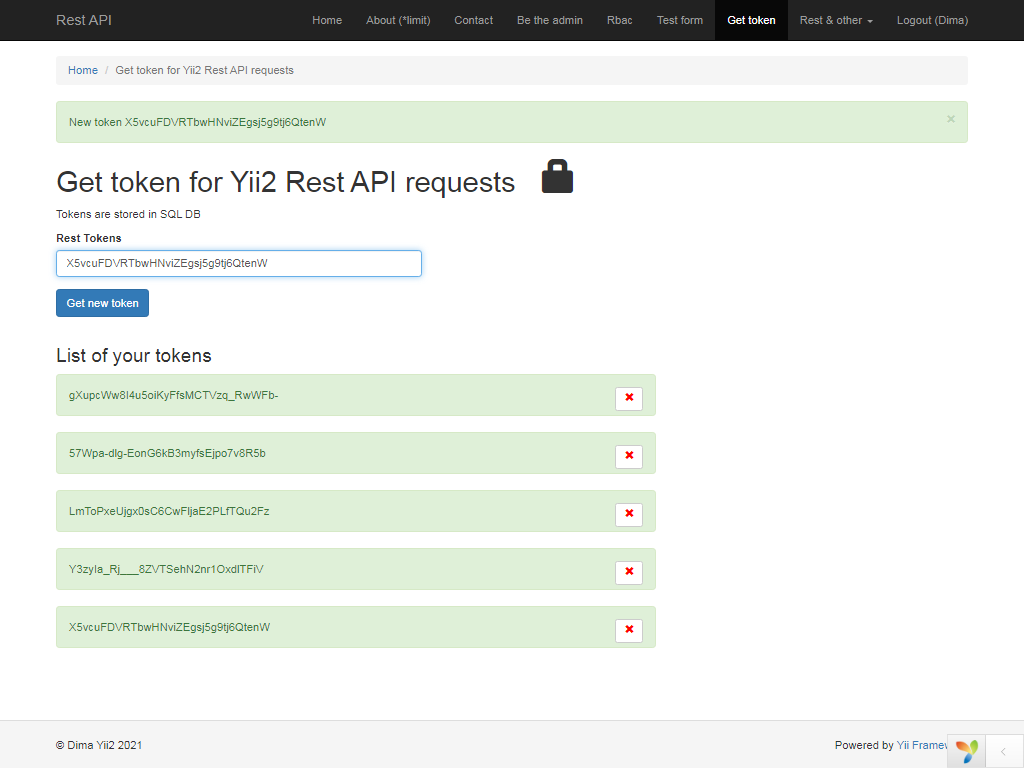 Rest API Home About (*limit) Contact Be the admin Rbac Test form Get token Rest & other Logout (Dima)
Home / Get token for Yii2 Rest API requests
New token X5vcuFDVRTbwHNviZEgsj5g9tj6QtenW ×
Get token for Yii2 Rest API requests
Tokens are stored in SQL DB
Rest Tokens
X5vcuFDVRTbwHNviZEgsj5g9tj6QtenW
Get new token
List of your tokens
gXupcWw8I4u5oiKyFfsMCTVzq_RwWFb-
57Wpa-dlg-EonG6kB3myfsEjpo7v8R5b
LmToPxeUjgx0sC6CwFIjaE2PLfTQu2Fz
Y3zyla_Rj___8ZVTSehN2nr1OxdITFiV
X5vcuFDVRTbwHNviZEgsj5g9tj6QtenW
© Dima Yii2 2021 Powered by Yii Framew